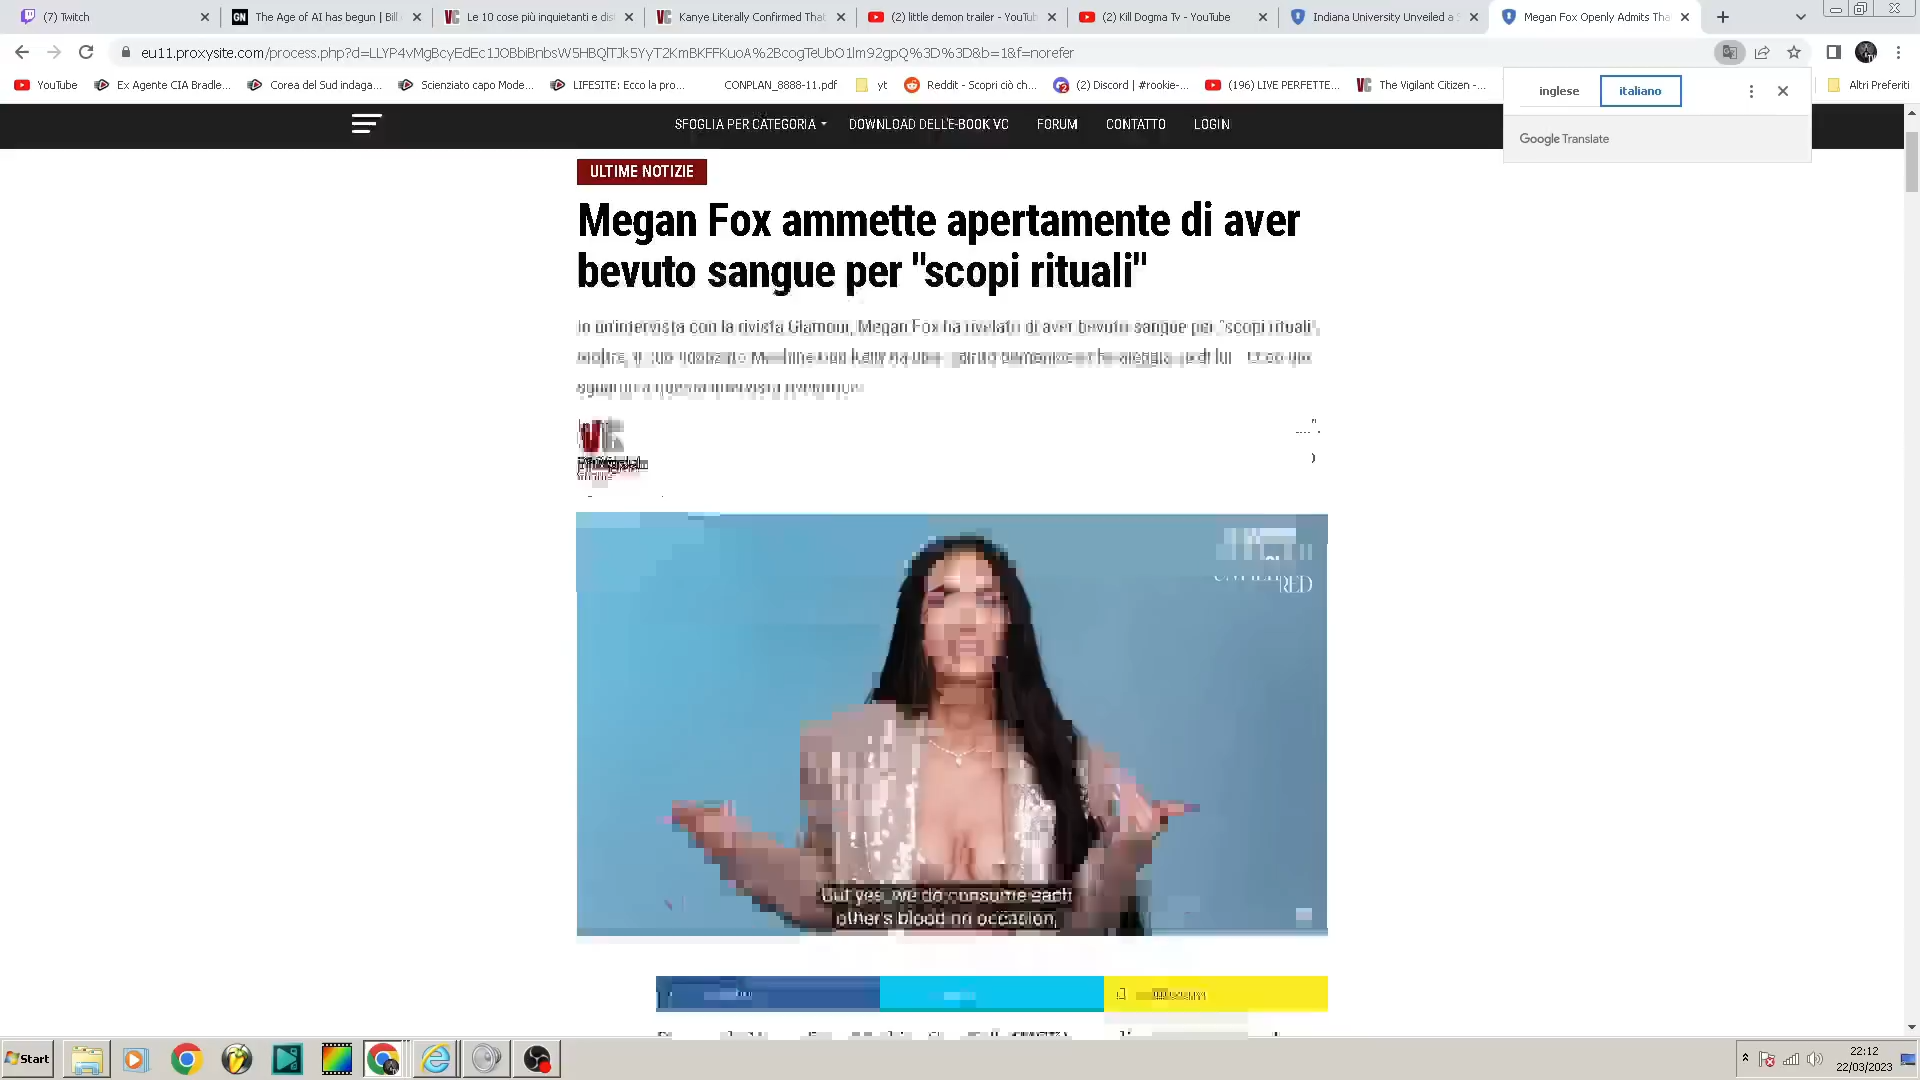 (7) Twitch
The Age of AI has begun | Bill
Le 10 cose più inquietanti e dis
Kanye Literally Confirmed That
(2) little demon trailer - YouTub
(2) Kill Dogma Tv - YouTube
Indiana University Unveiled a S
Megan Fox Openly Admits Tha
eu11.proxysite.com/process.php?d=LLYP4vMgBcyEdEc1JOBbiBnbsW5HBQlTJk5YyT2KmBKFFKuoA%2BcogTeUbO1lm92gpQ%3D%3D&b=1&f=norefer
YouTube
Ex Agente CIA Bradle...
Corea del Sud indaga...
Scienziato capo Mode...
LIFESITE: Ecco la pro...
CONPLAN_8888-11.pdf
yt
Reddit - Scopri ciò ch...
(2) Discord | #rookie-...
(196) LIVE PERFETTE...
The Vigilant Citizen -...
Altri Preferiti
inglese
italiano
Google Translate
SFOGLIA PER CATEGORIA
DOWNLOAD DELL'E-BOOK VC
FORUM
CONTATTO
LOGIN
ULTIME NOTIZIE
Megan Fox ammette apertamente di aver
bevuto sangue per "scopi rituali"
In un'intervista con la rivista Glamour, Megan Fox ha rivelato di aver bevuto sangue per "scopi rituali".
RED
But yes, we do consume each
other's blood on occasion,
Start
22:12
22/03/2023